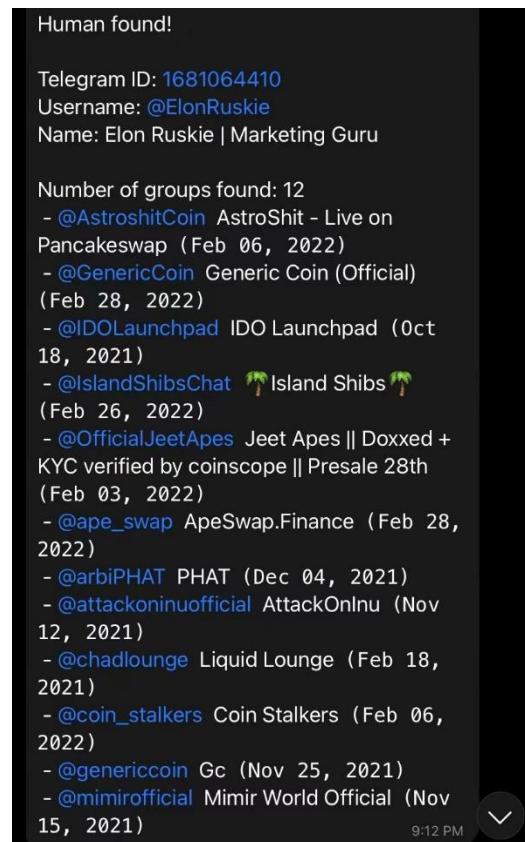 Human found!
Telegram ID: 1681064410
Username: @ElonRuskie
Name: Elon Ruskie | Marketing Guru
Number of groups found: 12
- @AstroshitCoin AstroShit - Live on
Pancakeswap (Feb 06, 2022)
- @GenericCoin Generic Coin (Official)
(Feb 28, 2022)
- @IDOLaunchpad IDO Launchpad (Oct
18, 2021)
- @IslandShibsChat 🌴Island Shibs🌴
(Feb 26, 2022)
- @OfficialJeetApes Jeet Apes || Doxxed +
KYC verified by coinscope || Presale 28th
(Feb 03, 2022)
- @ape_swap ApeSwap.Finance (Feb 28,
2022)
- @arbiPHAT PHAT (Dec 04, 2021)
- @attackoninuofficial AttackOnInu (Nov
12, 2021)
- @chadlounge Liquid Lounge (Feb 18,
2021)
- @coin_stalkers Coin Stalkers (Feb 06,
2022)
- @genericcoin Gc (Nov 25, 2021)
- @mimirofficial Mimir World Official (Nov
15, 2021)
9:12 PM